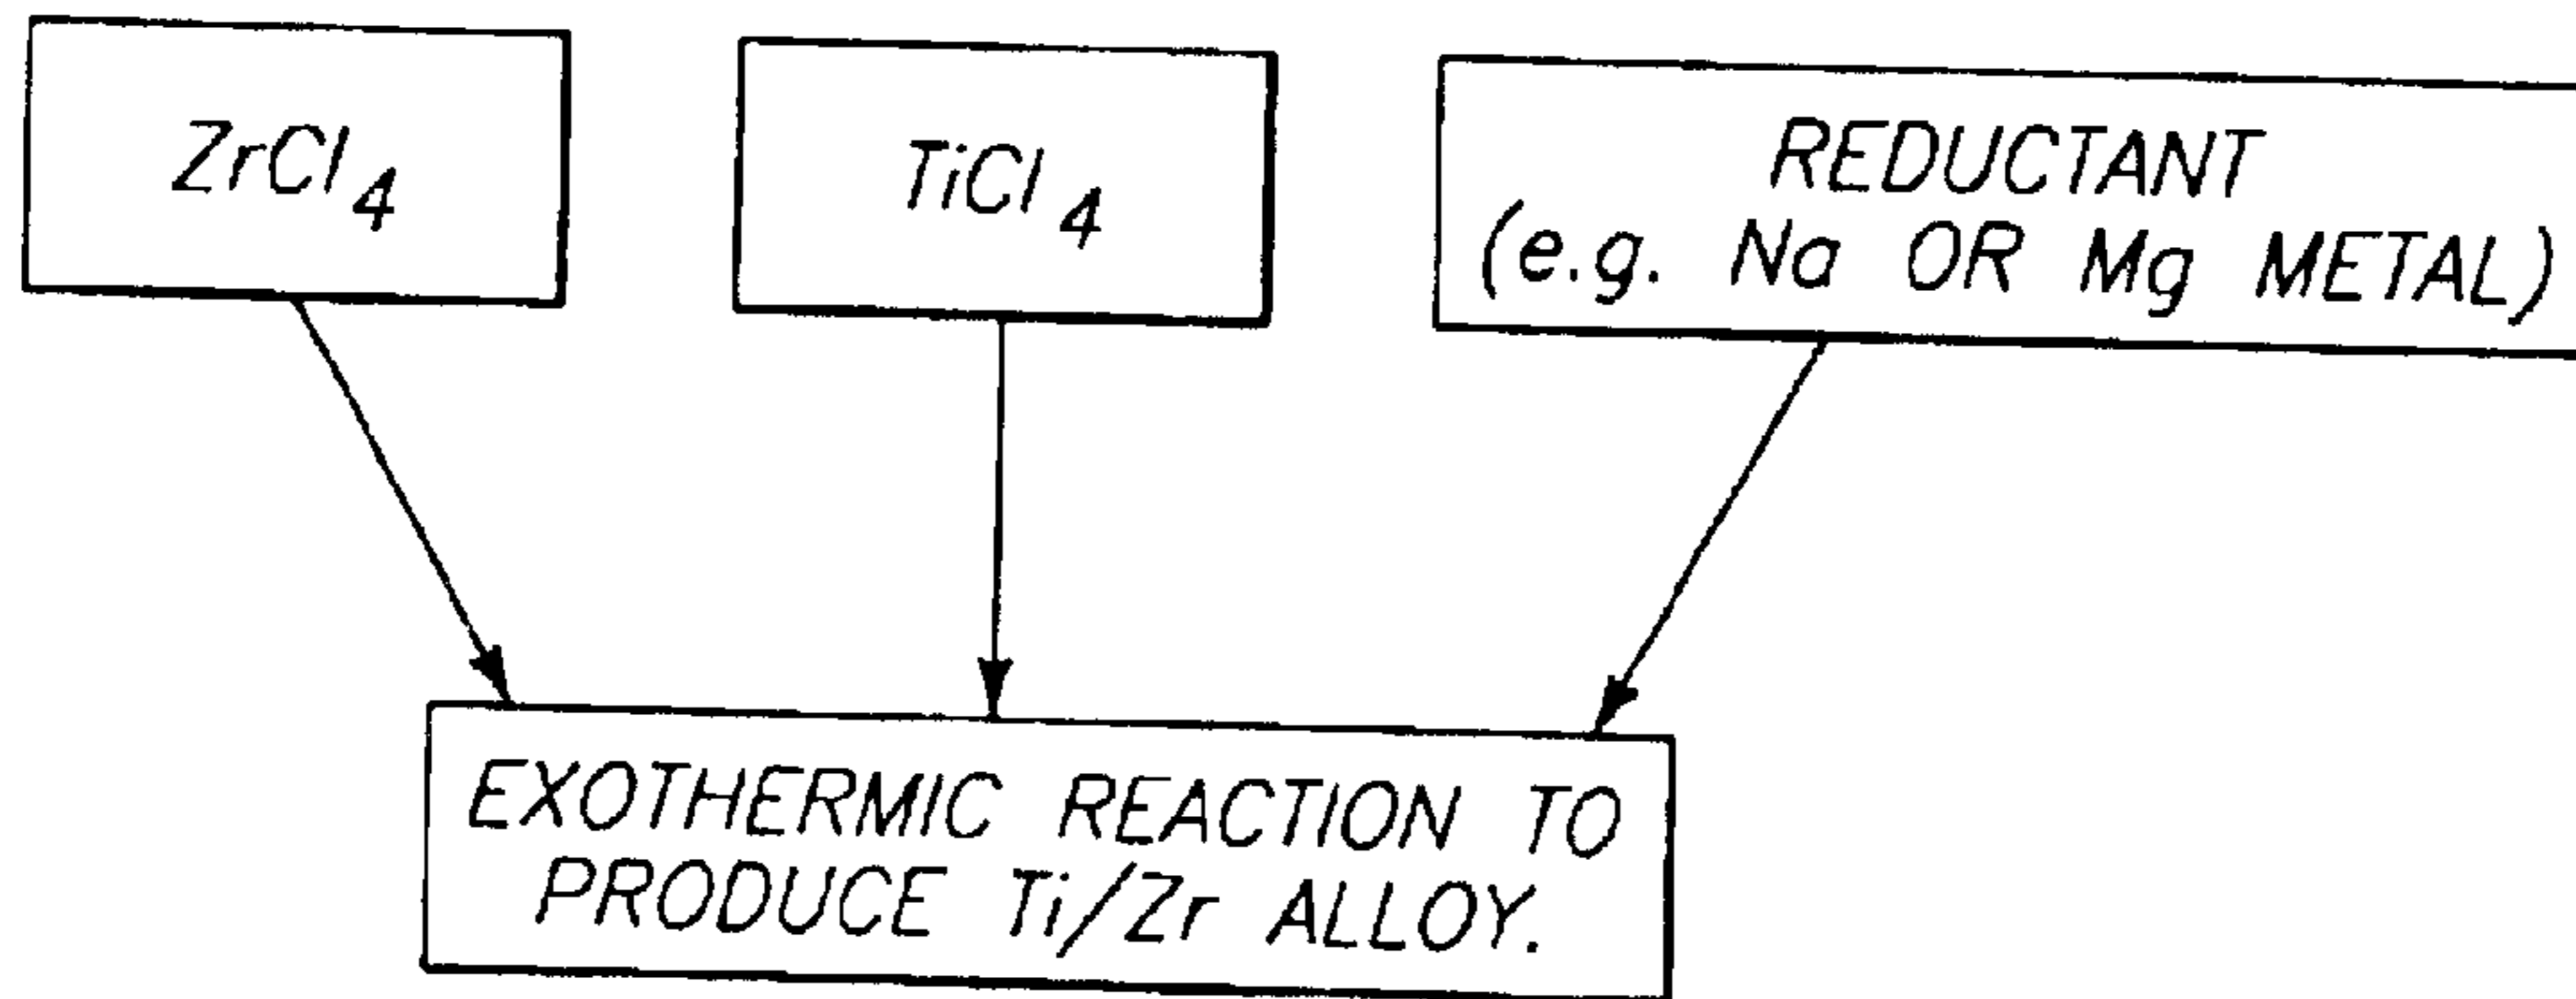 ZrCl₄
TiCl₄
REDUCTANT
(e.g. Na OR Mg METAL)
EXOTHERMIC REACTION TO
PRODUCE Ti/Zr ALLOY.